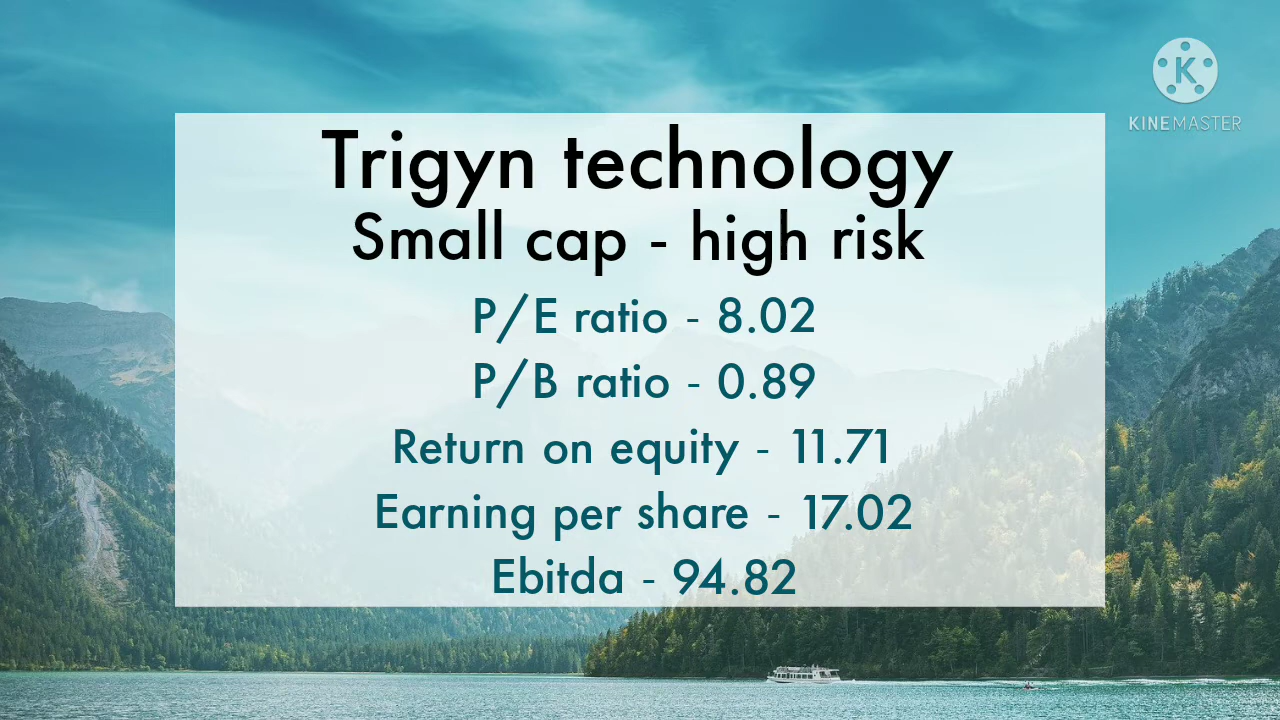 K
KINEMASTER
Trigyn technology
Small cap - high risk
P/E ratio - 8.02
P/B ratio - 0.89
Return on equity - 11.71
Earning per share - 17.02
Ebitda - 94.82